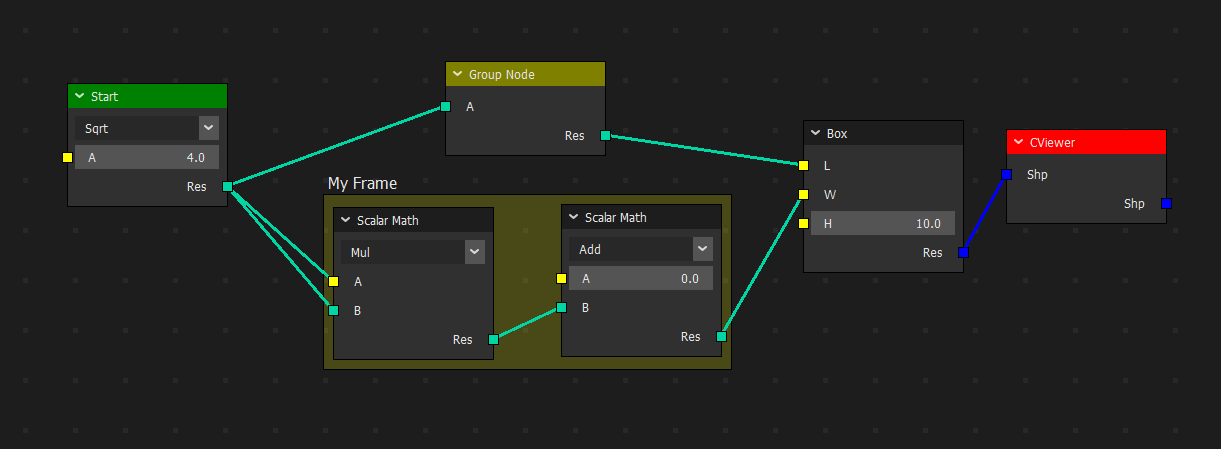 Start
Sqrt
A 4.0
Res
Group Node
A
Res
My Frame
Scalar Math
Mul
A
B
Res
Scalar Math
Add
A 0.0
B
Res
Box
L
W
H 10.0
Res
CViewer
Shp
Shp